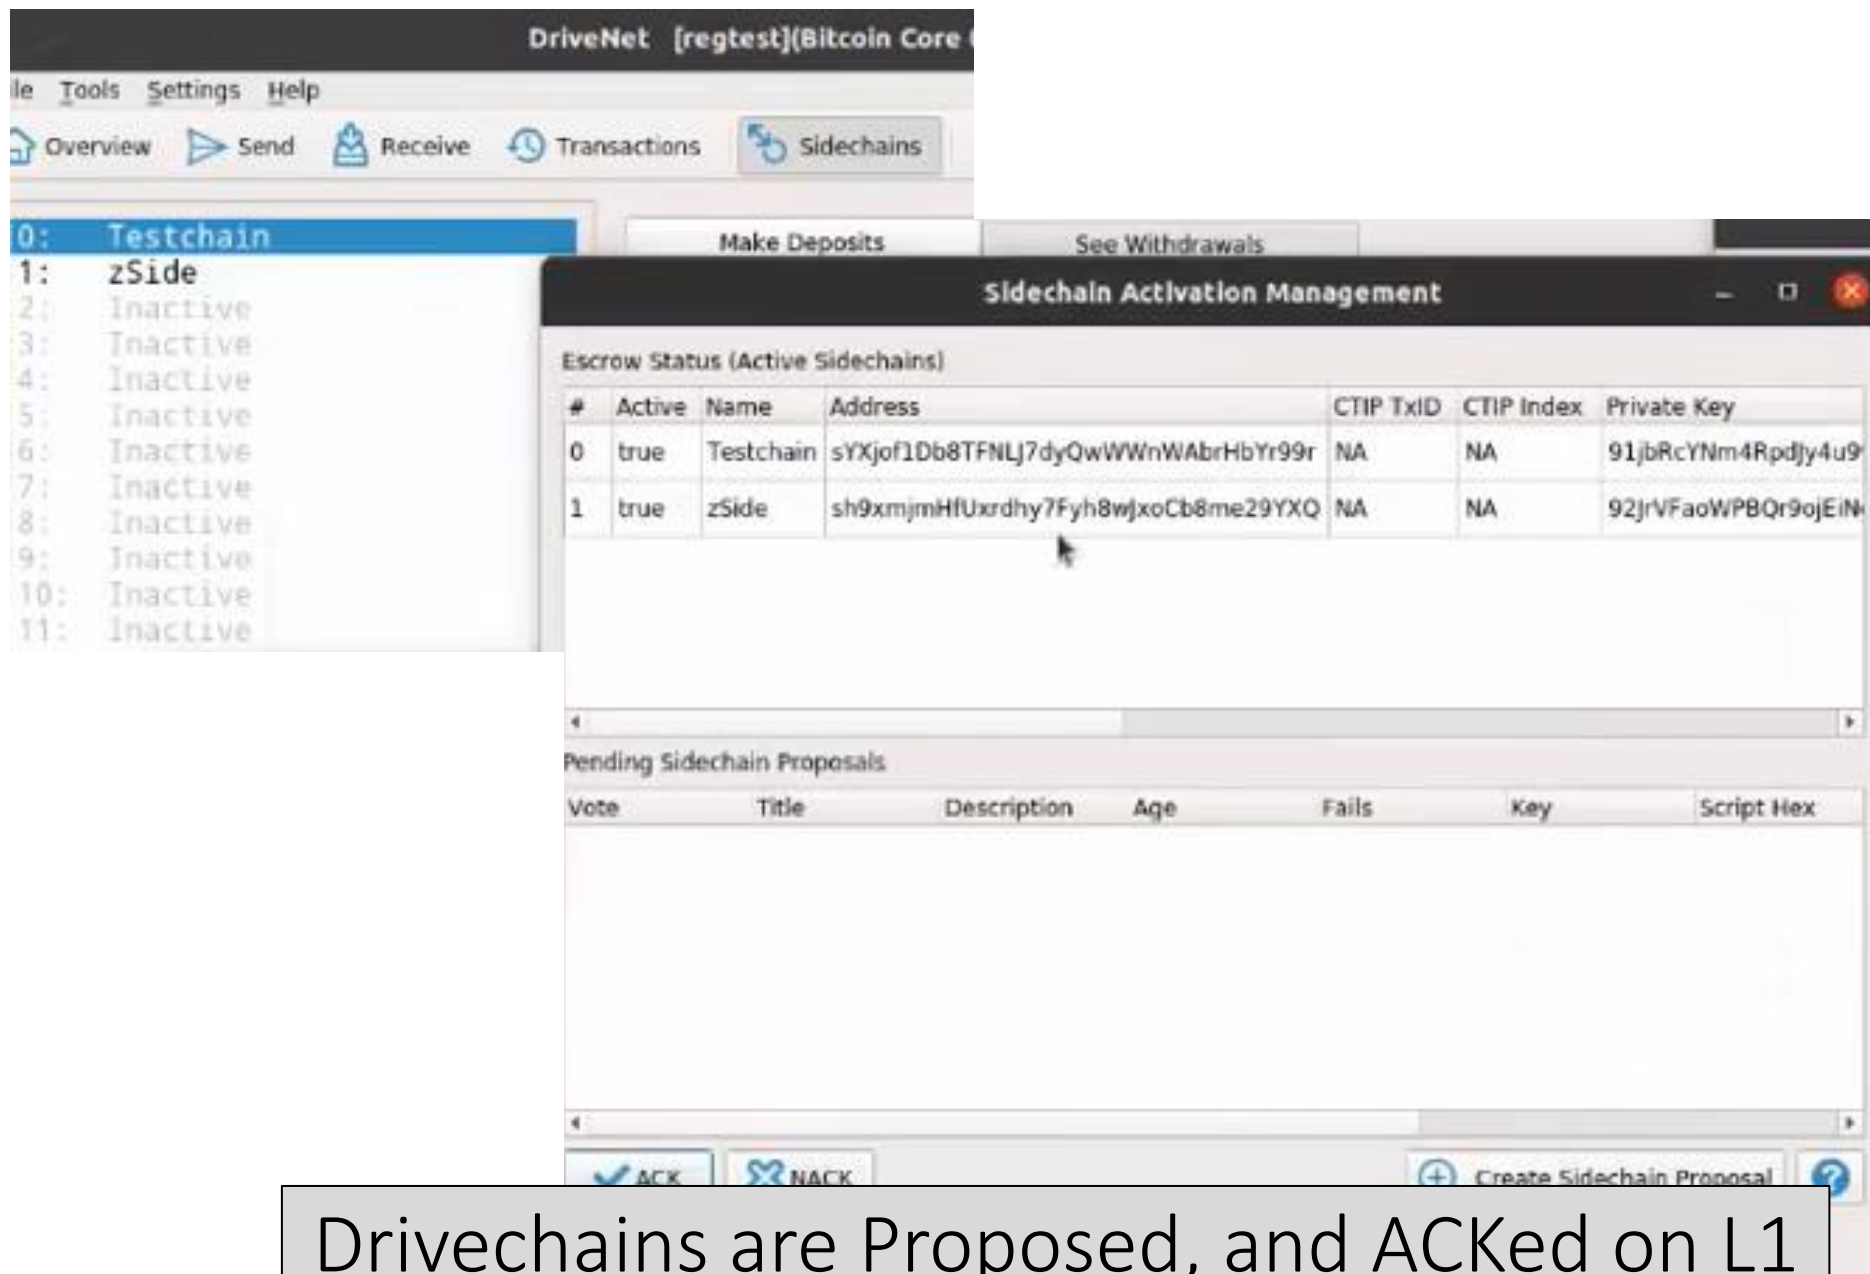 DriveNet [regtest](Bitcoin Core
le Tools Settings Help
Overview Send Receive Transactions Sidechains
0: Testchain
1: zSide
2: Inactive
3: Inactive
4: Inactive
5: Inactive
6: Inactive
7: Inactive
8: Inactive
9: Inactive
10: Inactive
11: Inactive
Make Deposits See Withdrawals
Sidechain Activation Management
Escrow Status (Active Sidechains)
# Active Name Address CTIP TxID CTIP Index Private Key
0 true Testchain sYXjof1Db8TFNLJ7dyQwWWnWAbrHbYr99r NA NA 91jbRcYNm4RpdJy4u9
1 true zSide sh9xmjmHfUxrdhy7Fyh8wJxoCb8me29YXQ NA NA 92JrVFaoWPBQr9ojEiN
Pending Sidechain Proposals
Vote Title Description Age Fails Key Script Hex
ACK NACK Create Sidechain Proposal ?
Drivechains are Proposed, and ACKed on L1